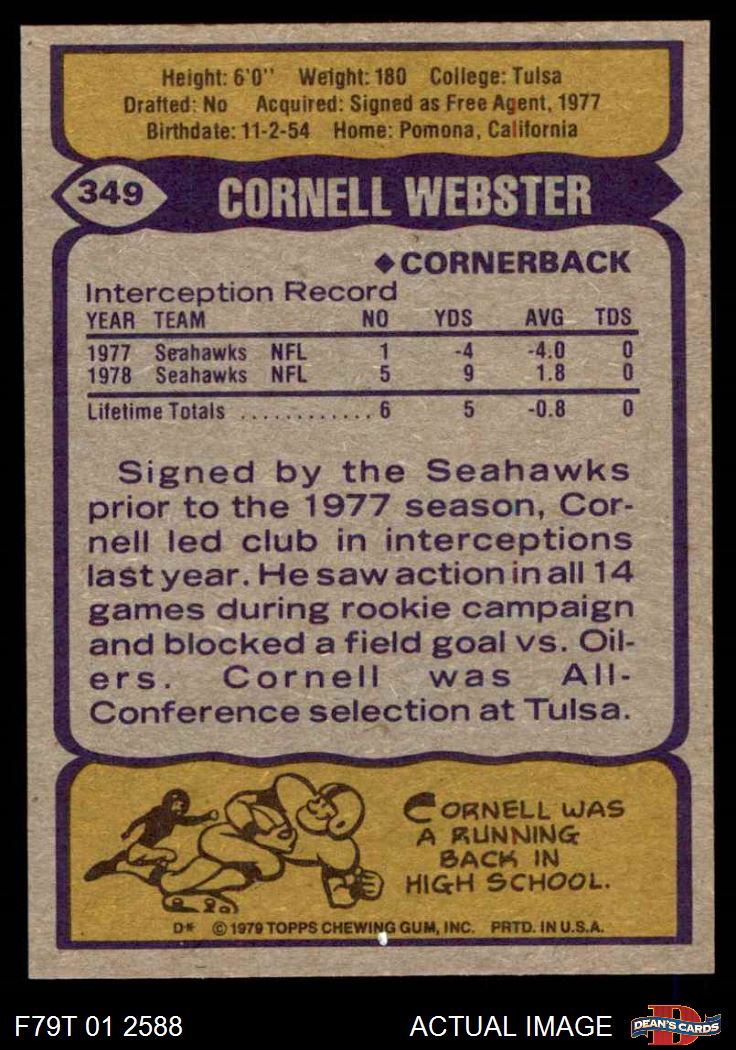 Height: 6'0" Weight: 180 College: Tulsa
Drafted: No Acquired: Signed as Free Agent, 1977
Birthdate: 11-2-54 Home: Pomona, California
349 CORNELL WEBSTER
◆CORNERBACK
Interception Record
YEAR TEAM NO YDS AVG TDS
1977 Seahawks NFL 1 -4 -4.0 0
1978 Seahawks NFL 5 9 1.8 0
Lifetime Totals ............ 6 5 -0.8 0
Signed by the Seahawks
prior to the 1977 season, Cor-
nell led club in interceptions
last year. He saw action in all 14
games during rookie campaign
and blocked a field goal vs. Oil-
ers. Cornell was All-
Conference selection at Tulsa.
CORNELL WAS
A RUNNING
BACK IN
HIGH SCHOOL.
D* © 1979 TOPPS CHEWING GUM, INC. PRTD. IN U.S.A.
F79T 01 2588 ACTUAL IMAGE DEAN'S CARDS